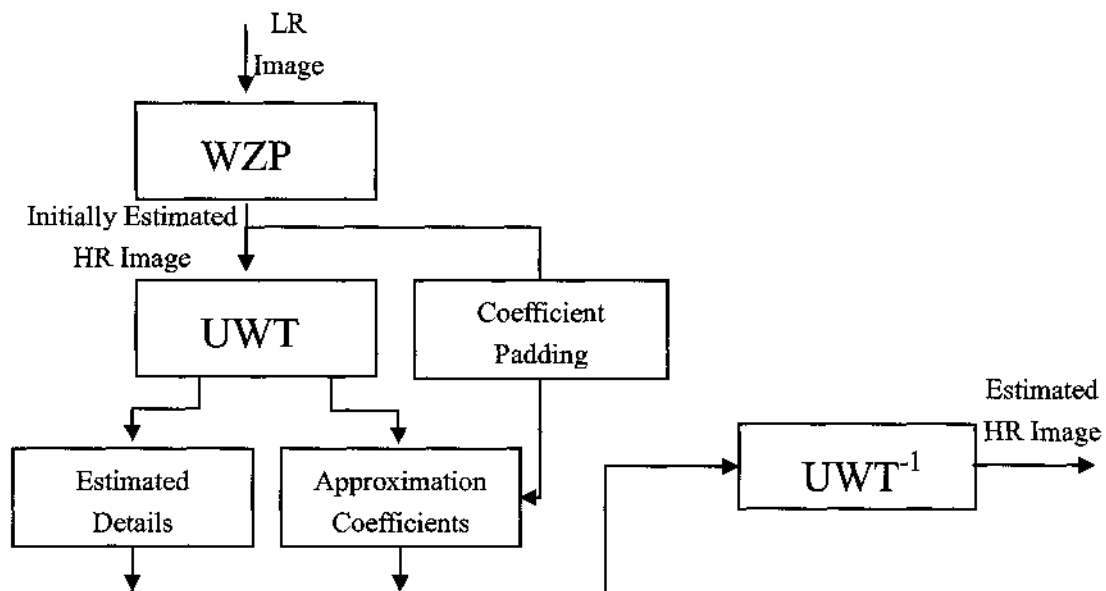 LR
Image
WZP
Initially Estimated
HR Image
UWT
Coefficient
Padding
Estimated
Details
Approximation
Coefficients
UWT-1
Estimated
HR Image